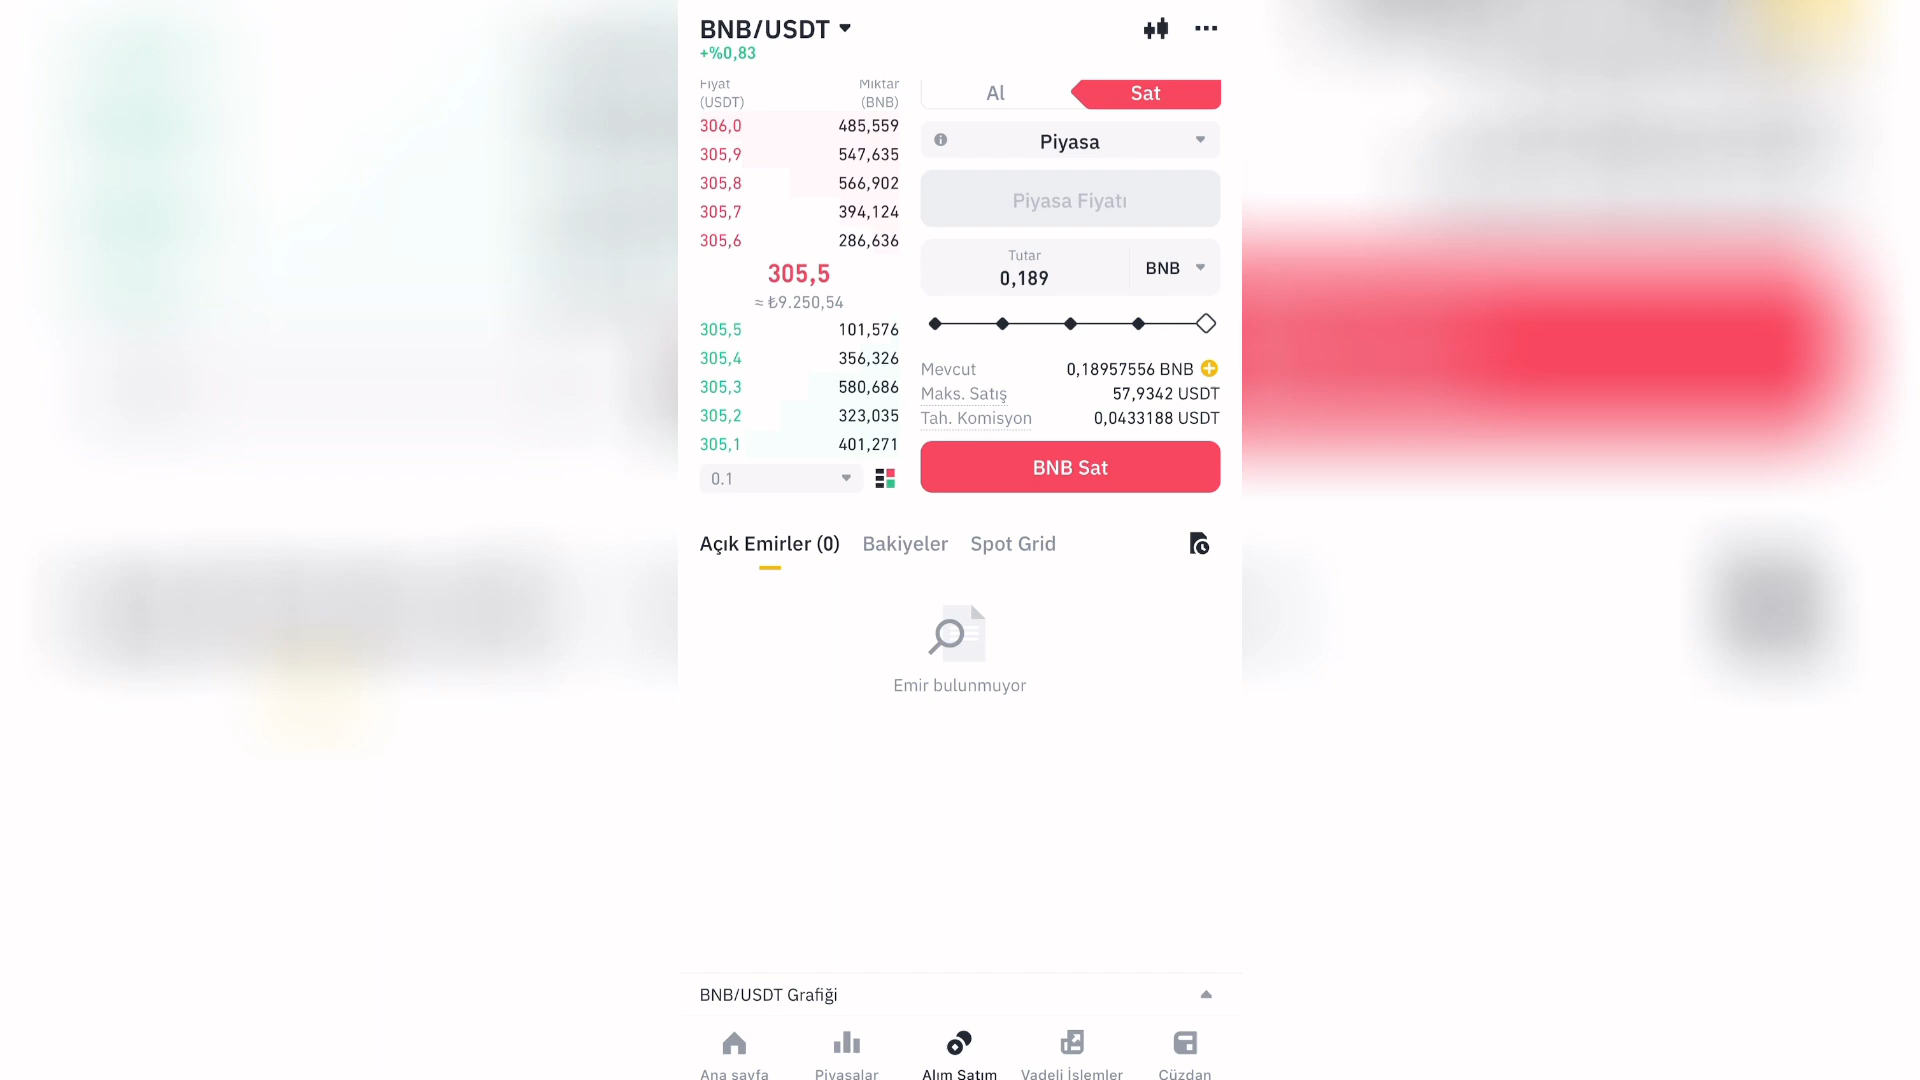 BNB/USDT
+%0,83
Fiyat Miktar
(USDT) (BNB)
306,0 485,559
305,9 547,635
305,8 566,902
305,7 394,124
305,6 286,636
305,5
≈ ₺9.250,54
305,5 101,576
305,4 356,326
305,3 580,686
305,2 323,035
305,1 401,271
0.1
Al Sat
Piyasa
Piyasa Fiyatı
Tutar
0,189 BNB
Mevcut 0,18957556 BNB
Maks. Satış 57,9342 USDT
Tah. Komisyon 0,0433188 USDT
BNB Sat
Açık Emirler (0) Bakiyeler Spot Grid
Emir bulunmuyor
BNB/USDT Grafiği
Ana sayfa Piyasalar Alım Satım Vadeli İşlemler Cüzdan